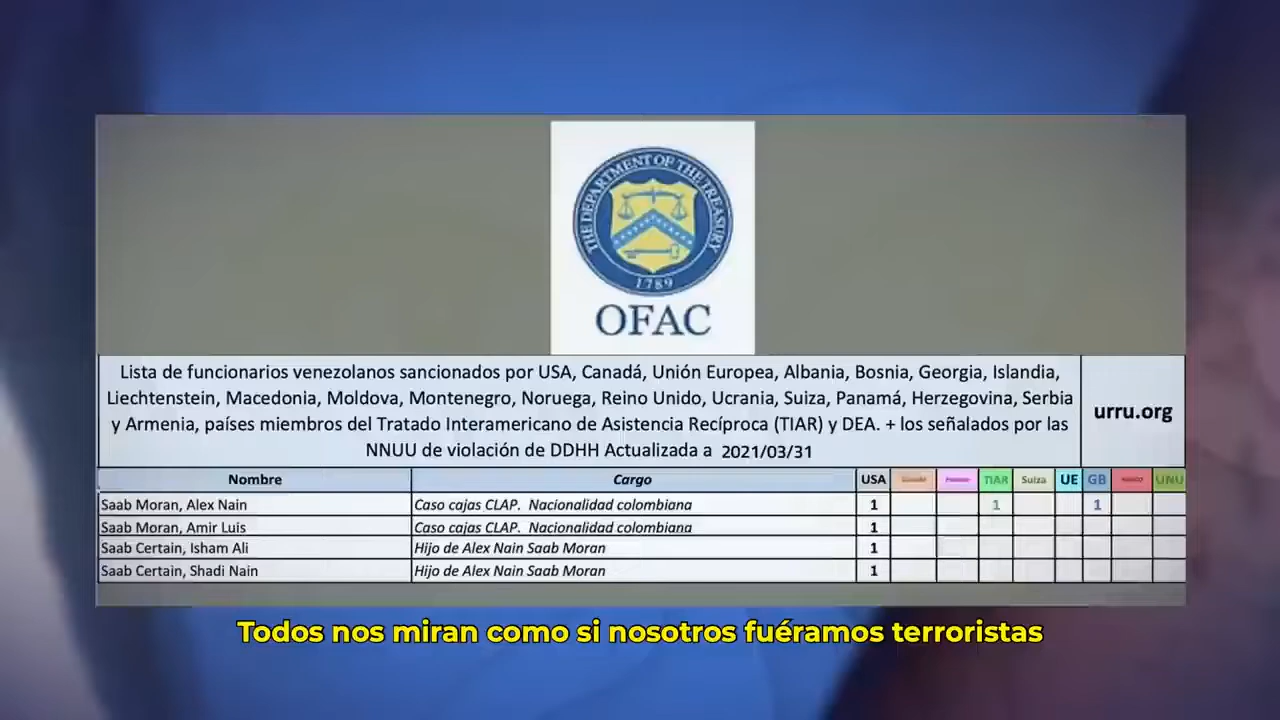 THE DEPARTMENT OF THE TREASURY
1789
OFAC
Lista de funcionarios venezolanos sancionados por USA, Canadá, Unión Europea, Albania, Bosnia, Georgia, Islandia,
Liechtenstein, Macedonia, Moldova, Montenegro, Noruega, Reino Unido, Ucrania, Suiza, Panamá, Herzegovina, Serbia
y Armenia, países miembros del Tratado Interamericano de Asistencia Recíproca (TIAR) y DEA. + los señalados por las
NNUU de violación de DDHH Actualizada a 2021/03/31
urru.org
Nombre Cargo USA TIAR Suiza UE GB UNU
Saab Moran, Alex Nain Caso cajas CLAP. Nacionalidad colombiana 1 1 1
Saab Moran, Amir Luis Caso cajas CLAP. Nacionalidad colombiana 1
Saab Certain, Isham Ali Hijo de Alex Nain Saab Moran 1
Saab Certain, Shadi Nain Hijo de Alex Nain Saab Moran 1
Todos nos miran como si nosotros fuéramos terroristas